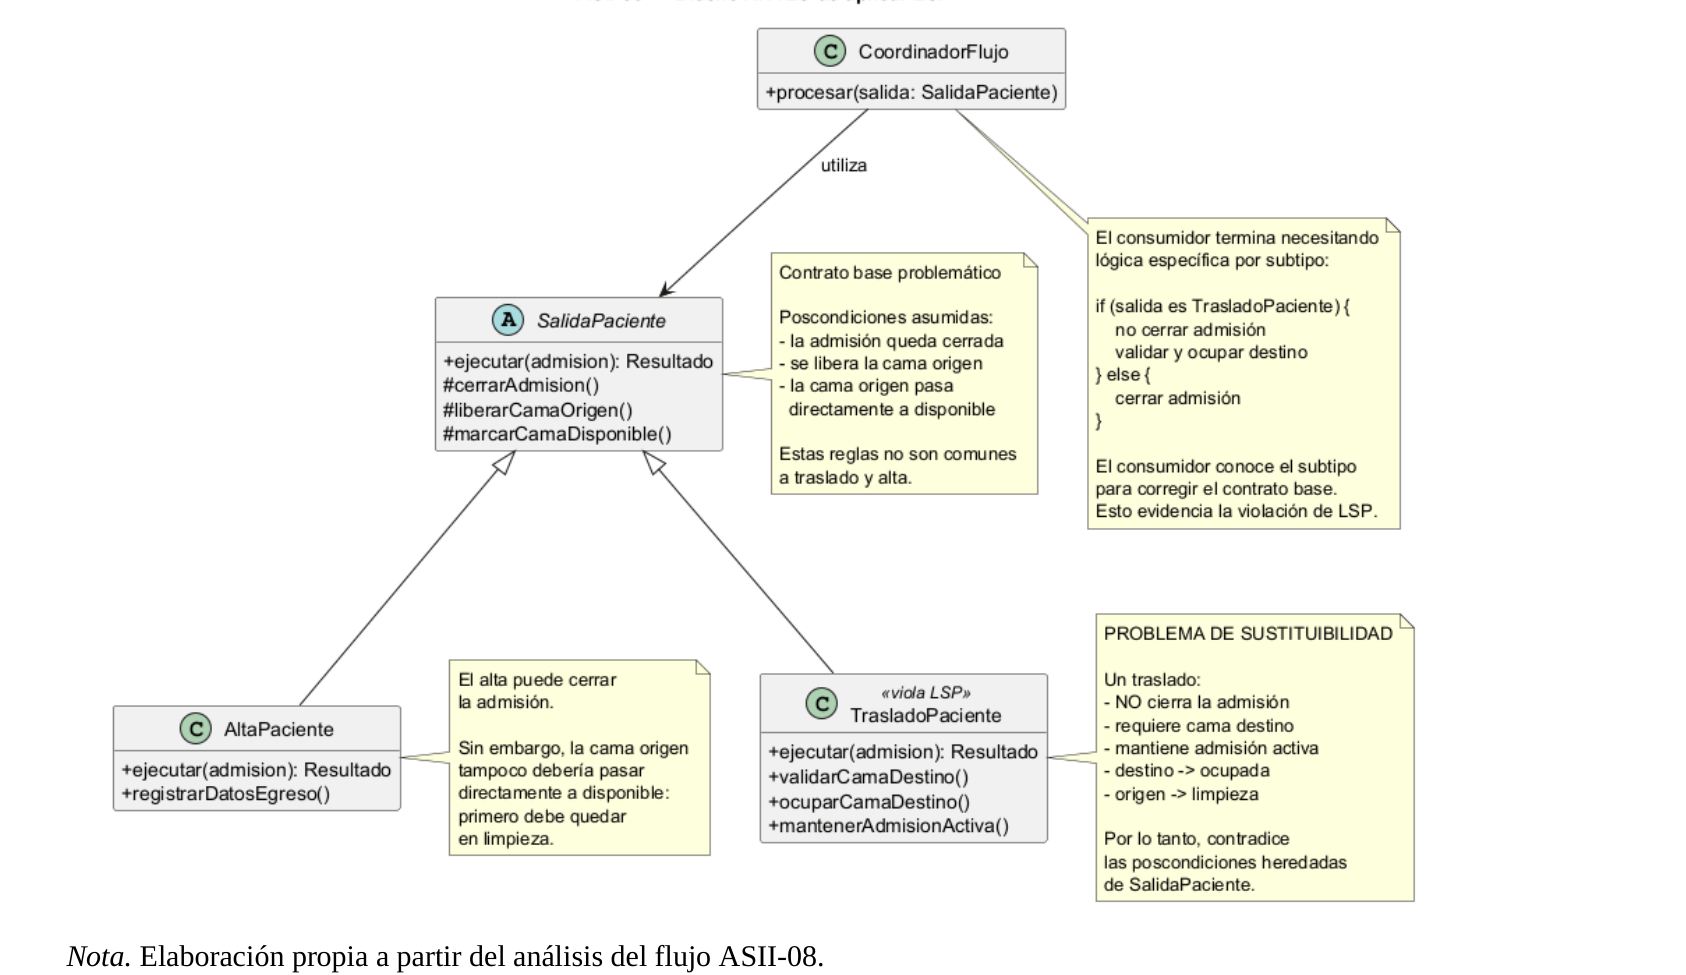 C CoordinadorFlujo
+procesar(salida: SalidaPaciente)
utiliza
El consumidor termina necesitando
lógica específica por subtipo:
if (salida es TrasladoPaciente) {
no cerrar admisión
validar y ocupar destino
} else {
cerrar admisión
}
El consumidor conoce el subtipo
para corregir el contrato base.
Esto evidencia la violación de LSP.
Contrato base problemático
Poscondiciones asumidas:
- la admisión queda cerrada
- se libera la cama origen
- la cama origen pasa
directamente a disponible
Estas reglas no son comunes
a traslado y alta.
A SalidaPaciente
+ejecutar(admision): Resultado
#cerrarAdmision()
#liberarCamaOrigen()
#marcarCamaDisponible()
C AltaPaciente
+ejecutar(admision): Resultado
+registrarDatosEgreso()
El alta puede cerrar
la admisión.
Sin embargo, la cama origen
tampoco debería pasar
directamente a disponible:
primero debe quedar
en limpieza.
«viola LSP»
C TrasladoPaciente
+ejecutar(admision): Resultado
+validarCamaDestino()
+ocuparCamaDestino()
+mantenerAdmisionActiva()
PROBLEMA DE SUSTITUIBILIDAD
Un traslado:
- NO cierra la admisión
- requiere cama destino
- mantiene admisión activa
- destino -> ocupada
- origen -> limpieza
Por lo tanto, contradice
las poscondiciones heredadas
de SalidaPaciente.
Nota. Elaboración propia a partir del análisis del flujo ASII-08.